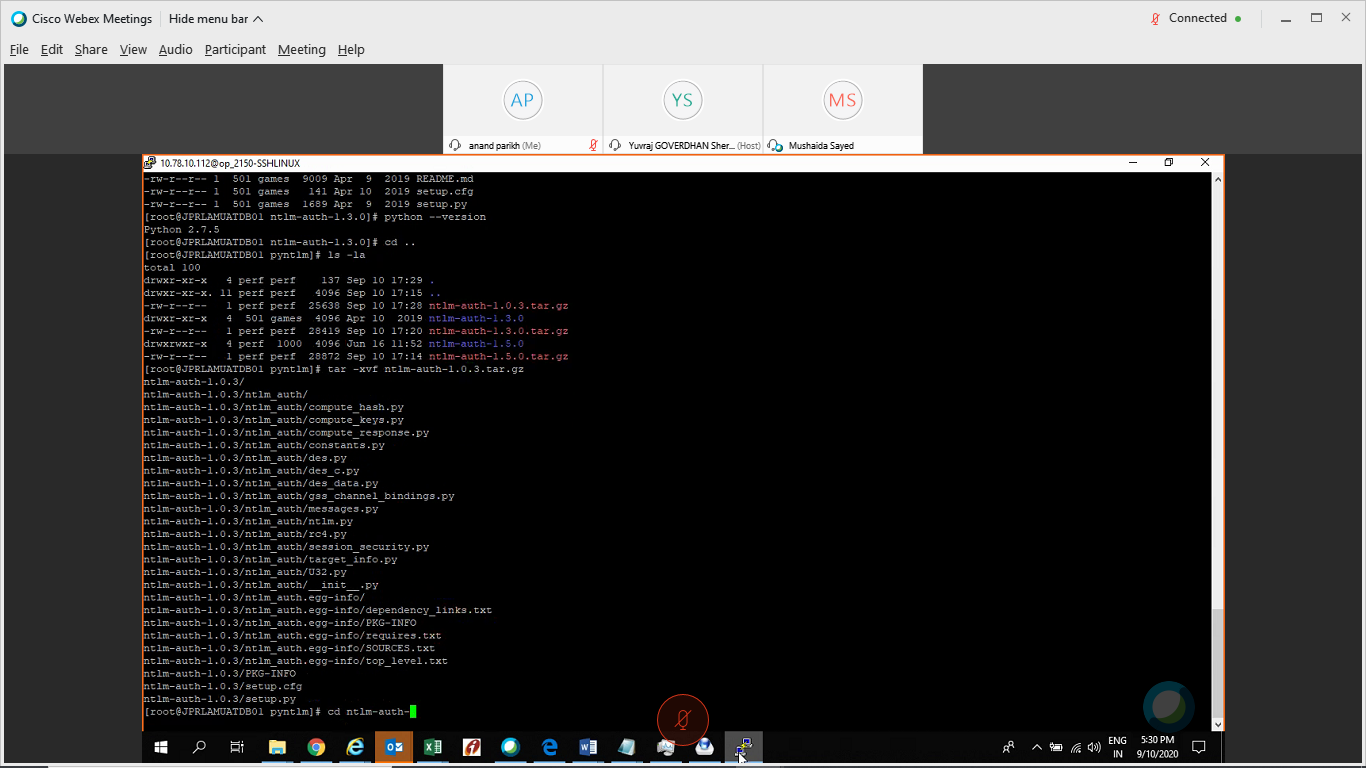 Cisco Webex Meetings
Hide menu bar
Connected
File Edit Share View Audio Participant Meeting Help
AP
YS
MS
anand parikh (Me)
Yuvraj GOVERDHAN Sher... (Host)
Mushaida Sayed
10.78.10.112@op_2150-SSHLINUX
-rw-r--r-- 1 501 games 9009 Apr 9 2019 README.md
-rw-r--r-- 1 501 games 141 Apr 10 2019 setup.cfg
-rw-r--r-- 1 501 games 1689 Apr 9 2019 setup.py
[root@JPRLAMUATDB01 ntlm-auth-1.3.0]# python --version
Python 2.7.5
[root@JPRLAMUATDB01 ntlm-auth-1.3.0]# cd ..
[root@JPRLAMUATDB01 pyntlm]# ls -la
total 100
drwxr-xr-x 4 perf perf 137 Sep 10 17:29 .
drwxr-xr-x. 11 perf perf 4096 Sep 10 17:15 ..
-rw-r--r-- 1 perf perf 25638 Sep 10 17:28 ntlm-auth-1.0.3.tar.gz
drwxr-xr-x 4 501 games 4096 Apr 10 2019 ntlm-auth-1.3.0
-rw-r--r-- 1 perf perf 28419 Sep 10 17:20 ntlm-auth-1.3.0.tar.gz
drwxrwxr-x 4 perf 1000 4096 Jun 16 11:52 ntlm-auth-1.5.0
-rw-r--r-- 1 perf perf 28872 Sep 10 17:14 ntlm-auth-1.5.0.tar.gz
[root@JPRLAMUATDB01 pyntlm]# tar -xvf ntlm-auth-1.0.3.tar.gz
ntlm-auth-1.0.3/
ntlm-auth-1.0.3/ntlm_auth/
ntlm-auth-1.0.3/ntlm_auth/compute_hash.py
ntlm-auth-1.0.3/ntlm_auth/compute_keys.py
ntlm-auth-1.0.3/ntlm_auth/compute_response.py
ntlm-auth-1.0.3/ntlm_auth/constants.py
ntlm-auth-1.0.3/ntlm_auth/des.py
ntlm-auth-1.0.3/ntlm_auth/des_c.py
ntlm-auth-1.0.3/ntlm_auth/des_data.py
ntlm-auth-1.0.3/ntlm_auth/gss_channel_bindings.py
ntlm-auth-1.0.3/ntlm_auth/messages.py
ntlm-auth-1.0.3/ntlm_auth/ntlm.py
ntlm-auth-1.0.3/ntlm_auth/rc4.py
ntlm-auth-1.0.3/ntlm_auth/session_security.py
ntlm-auth-1.0.3/ntlm_auth/target_info.py
ntlm-auth-1.0.3/ntlm_auth/U32.py
ntlm-auth-1.0.3/ntlm_auth/__init__.py
ntlm-auth-1.0.3/ntlm_auth.egg-info/
ntlm-auth-1.0.3/ntlm_auth.egg-info/dependency_links.txt
ntlm-auth-1.0.3/ntlm_auth.egg-info/PKG-INFO
ntlm-auth-1.0.3/ntlm_auth.egg-info/requires.txt
ntlm-auth-1.0.3/ntlm_auth.egg-info/SOURCES.txt
ntlm-auth-1.0.3/ntlm_auth.egg-info/top_level.txt
ntlm-auth-1.0.3/PKG-INFO
ntlm-auth-1.0.3/setup.cfg
ntlm-auth-1.0.3/setup.py
[root@JPRLAMUATDB01 pyntlm]# cd ntlm-auth-
ENG
IN
5:30 PM
9/10/2020